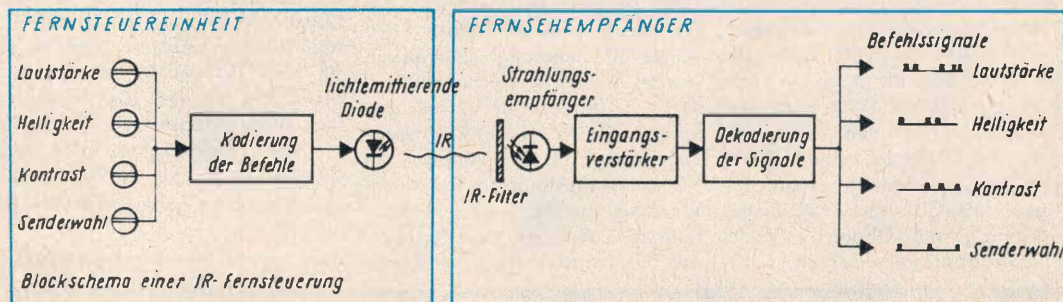 FERNSTEUEREINHEIT
Lautstärke
Helligkeit
Kontrast
Senderwahl
Kodierung
der Befehle
lichtemittierende
Diode
IR
Blockschema einer IR-Fernsteuerung
FERNSEHEMPFÄNGER
Strahlungs-
empfänger
IR-Filter
Eingangs-
verstärker
Dekodierung
der Signale
Befehlssignale
Lautstärke
Helligkeit
Kontrast
Senderwahl